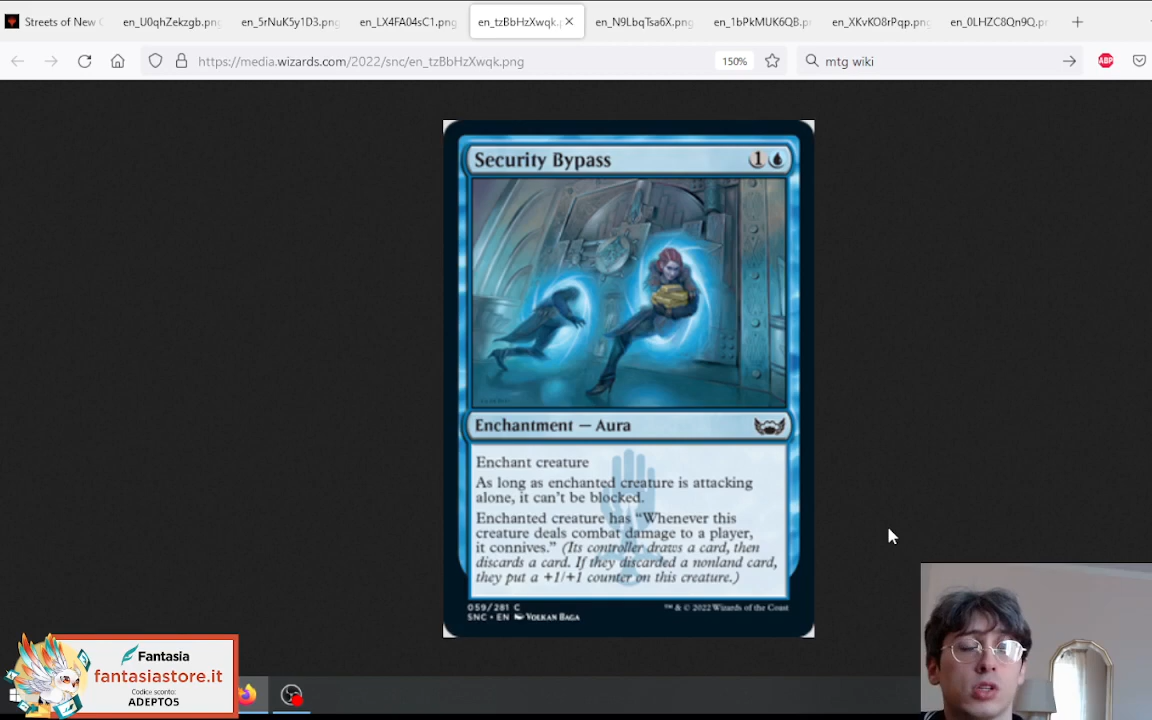 Streets of New C
en_U0qhZekzgb.png
en_5rNuK5y1D3.png
en_LX4FA04sC1.png
en_tzBbHzXwqk.
en_N9LbqTsa6X.png
en_1bPkMUK6QB.p
en_XKvKO8rPqp.png
en_0LHZC8Qn9Q.p
https://media.wizards.com/2022/snc/en_tzBbHzXwqk.png
150%
mtg wiki
ABP
Security Bypass
1
Enchantment — Aura
Enchant creature
As long as enchanted creature is attacking
alone, it can't be blocked.
Enchanted creature has "Whenever this
creature deals combat damage to a player,
it connives." (Its controller draws a card, then
discards a card. If they discarded a nonland card,
they put a +1/+1 counter on this creature.)
059/281 C
SNC • EN VOLKAN BAGA
™ & © 2022 Wizards of the Coast
Fantasia
fantasiastore.it
Codice sconto:
ADEPTO5